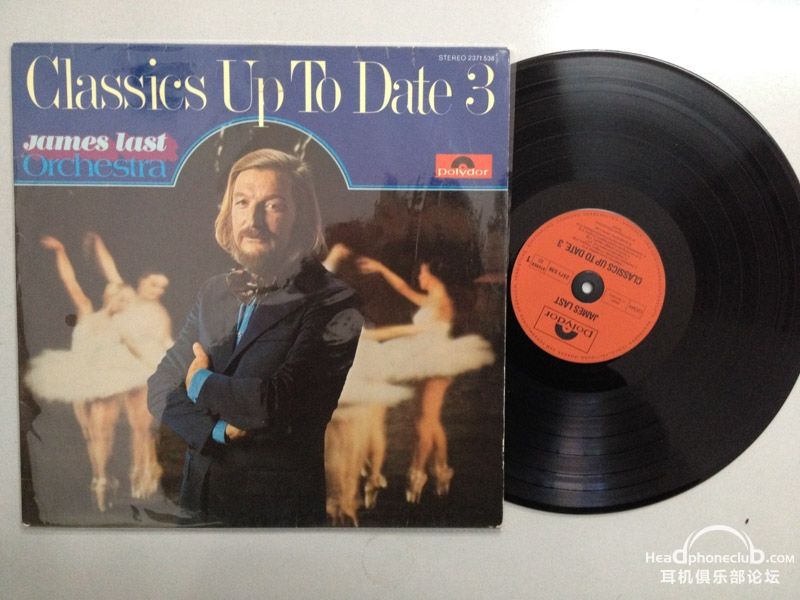 STEREO 2371 538
Classics Up To Date 3
james last
Orchestra
Polydor
CLASSICS UP TO DATE, 3
JAMES LAST
Polydor
Headphoneclub.com
耳机俱乐部论坛